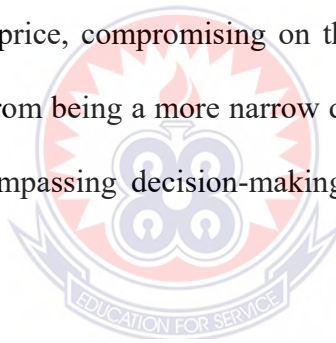 price, compromising on th
rom being a more narrow
mpassing decision-making
EDUCATION FOR SERVICE